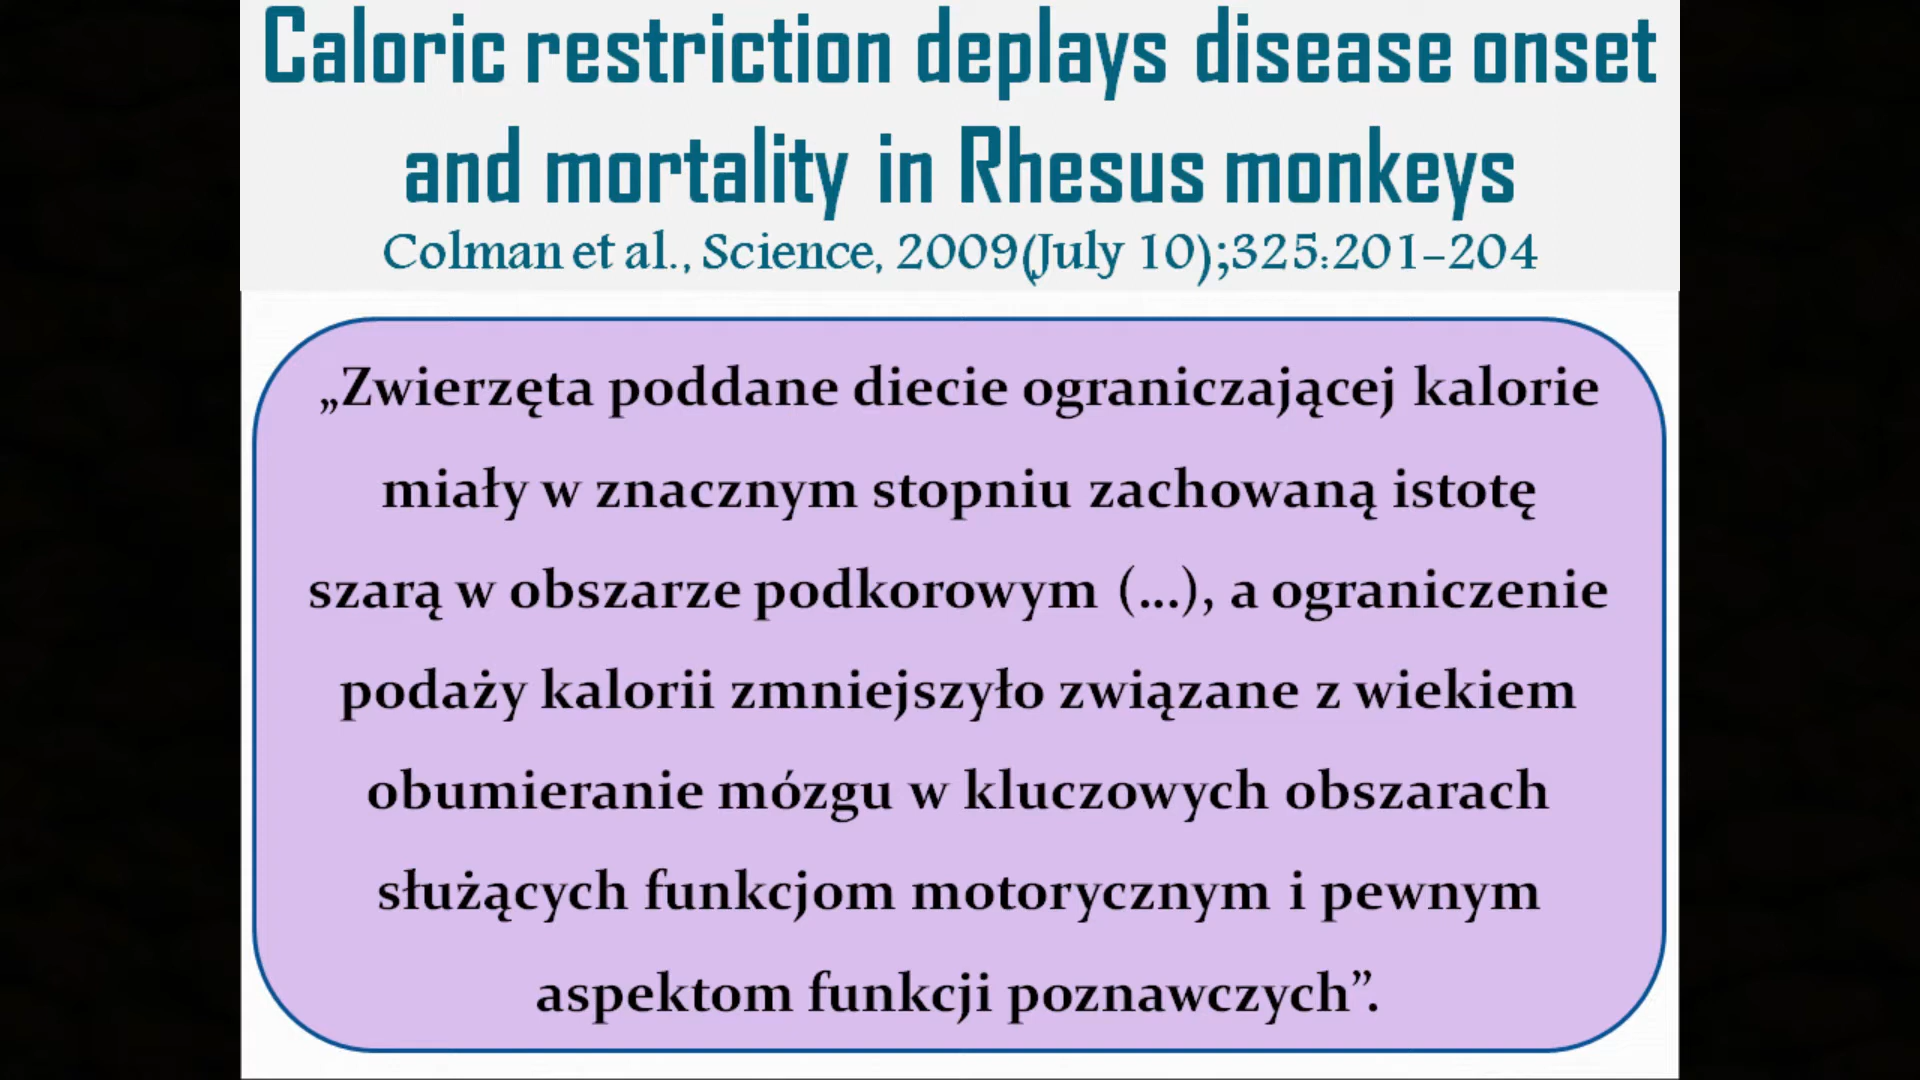 Caloric restriction deplays disease onset
and mortality in Rhesus monkeys
Colman et al., Science, 2009(July 10);325:201–204
„Zwierzęta poddane diecie ograniczającej kalorie
miały w znacznym stopniu zachowaną istotę
szarą w obszarze podkorowym (...), a ograniczenie
podaży kalorii zmniejszyło związane z wiekiem
obumieranie mózgu w kluczowych obszarach
służących funkcjom motorycznym i pewnym
aspektom funkcji poznawczych”.